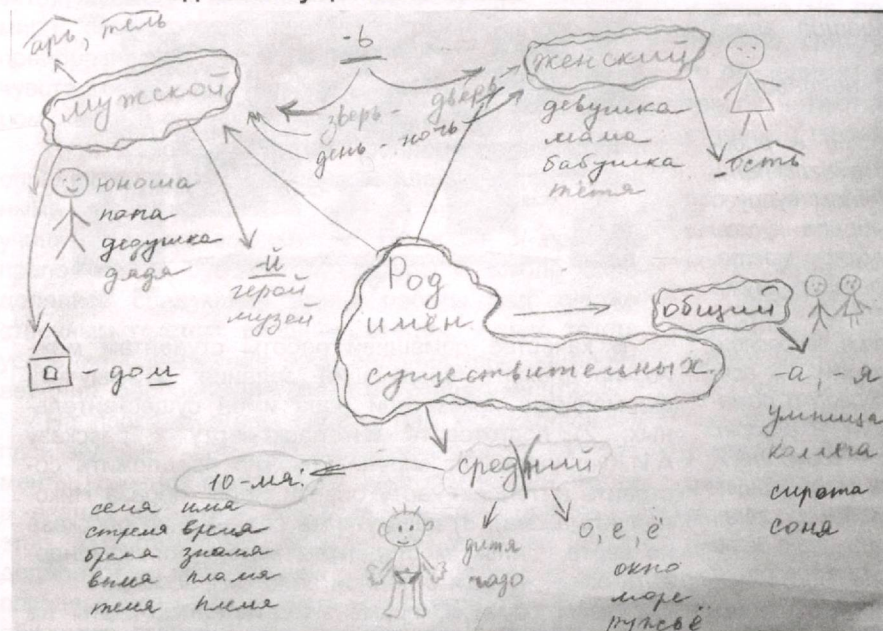 арь, тель
мужской
-ь
женский
зверь - дверь
день - ночь
девушка
мама
бабушка
тётя
-ость
юноша
папа
дедушка
дядя
-й
герой
музей
- дом
Род
имен
существительных
общий
-а, -я
умница
коллега
сирота
соня
средний
10-мя:
семя имя
стремя время
бремя знамя
вымя пламя
темя племя
дитя
чадо
о, е, ё
окно
море
ружьё